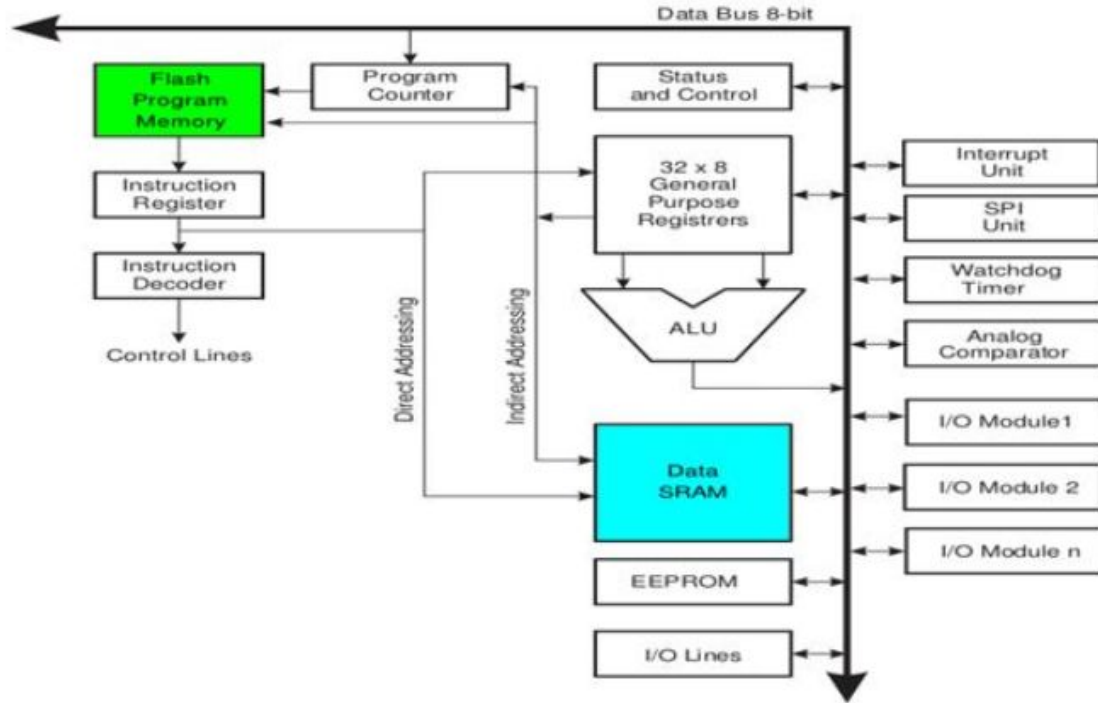 Data Bus 8-bit
Flash
Program
Memory
Program
Counter
Status
and Control
32 x 8
General
Purpose
Registrers
Interrupt
Unit
Instruction
Register
SPI
Unit
Instruction
Decoder
Watchdog
Timer
Control Lines
Direct Addressing
Indirect Addressing
ALU
Analog
Comparator
I/O Module1
Data
SRAM
I/O Module 2
I/O Module n
EEPROM
I/O Lines